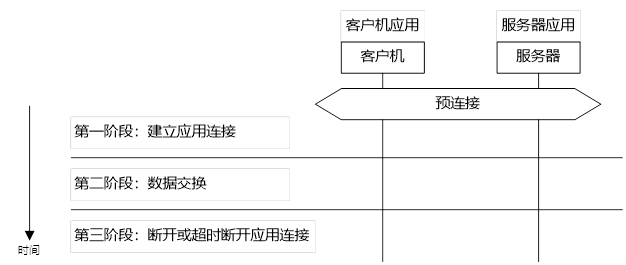 客户机应用 服务器应用
客户机 服务器
预连接
第一阶段：建立应用连接
第二阶段：数据交换
第三阶段：断开或超时断开应用连接
时间